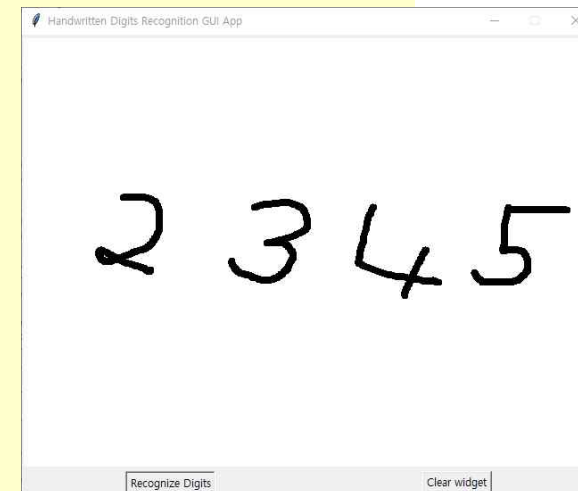 Handwritten Digits Recognition GUI App
2 3 4 5
Recognize Digits
Clear widget